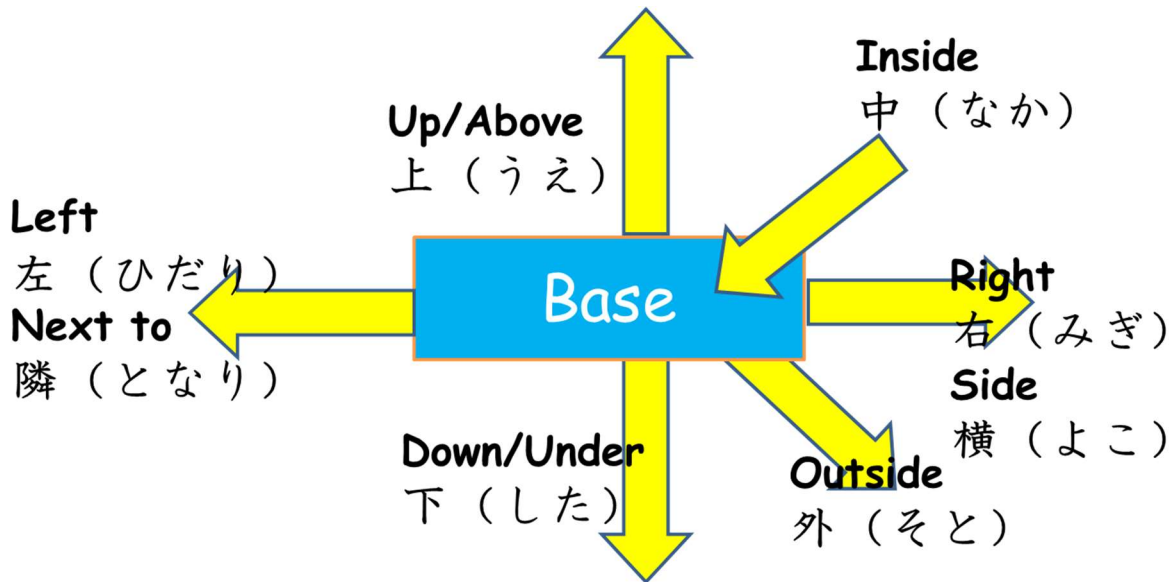 Inside
中（なか）
Up/Above
上（うえ）
Left
左（ひだり）
Next to
隣（となり）
Base
Right
右（みぎ）
Side
横（よこ）
Down/Under
下（した）
Outside
外（そと）